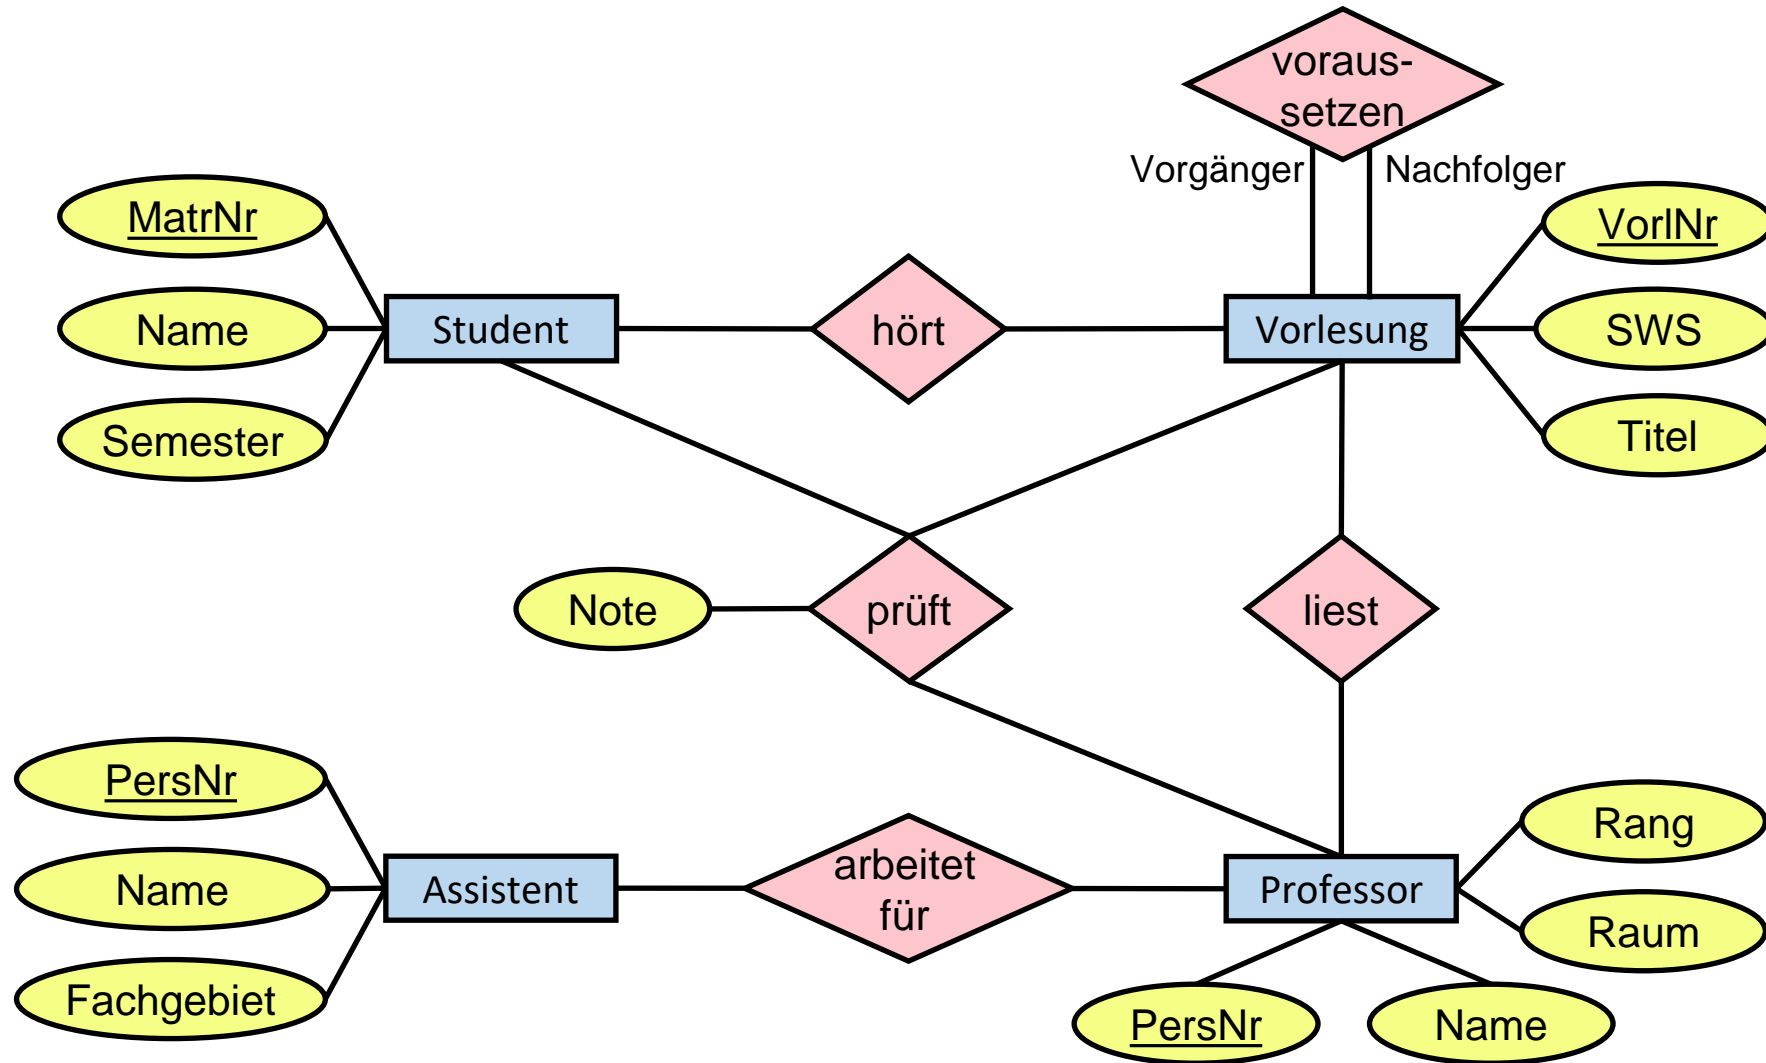 voraus-
setzen
Vorgänger
Nachfolger
MatrNr
VorlNr
Name
Student
hört
Vorlesung
SWS
Semester
Titel
Note
prüft
liest
PersNr
Rang
Name
Assistent
arbeitet
für
Professor
Raum
Fachgebiet
PersNr
Name